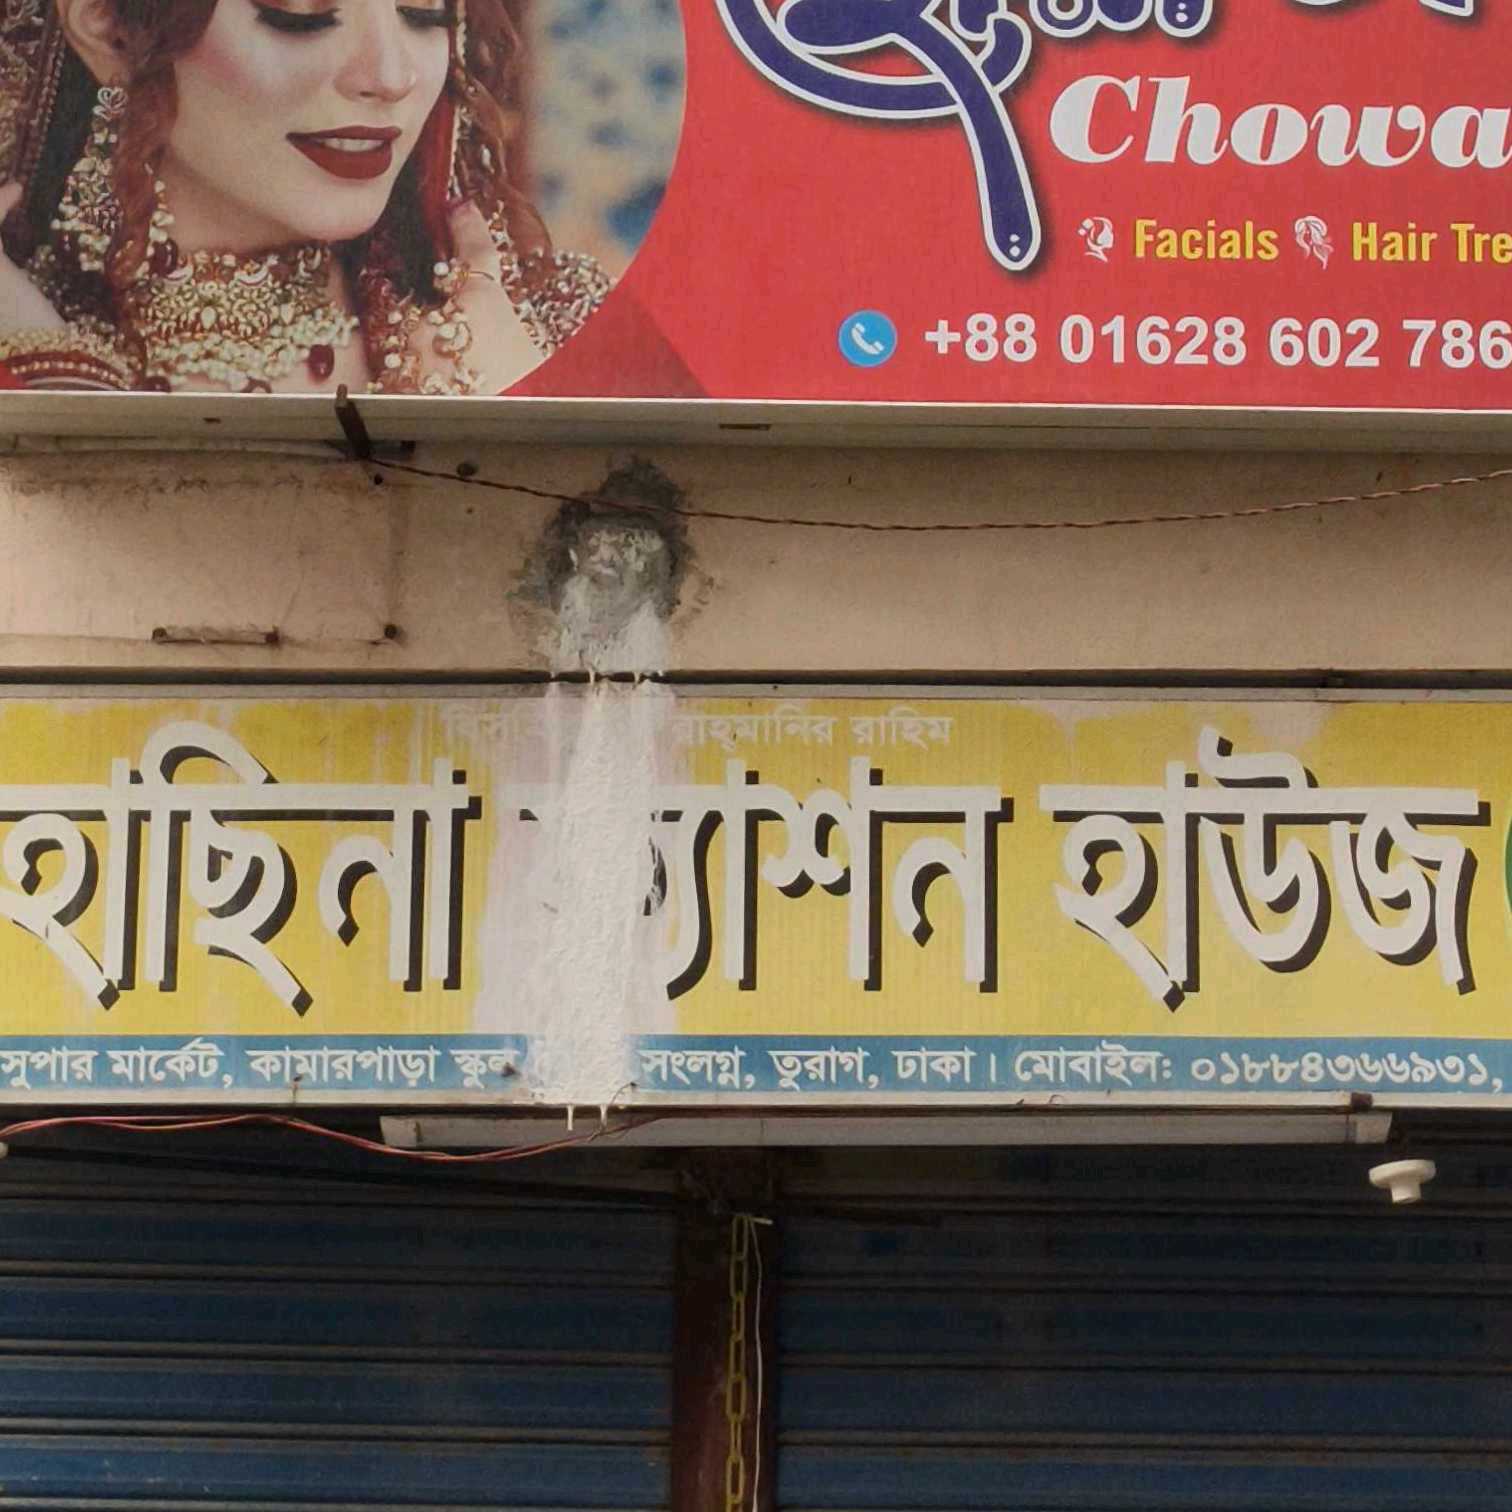 Chowa
Facials Hair Tre
+88 01628 602 786
রাহমানির রাহিম
হাছিনা ফ্যাশন হাউজ
সুপার মার্কেট, কামারপাড়া স্কুল সংলগ্ন, তুরাগ, ঢাকা। মোবাইল: ০১৮৮৪৩৬৬৯৩১,